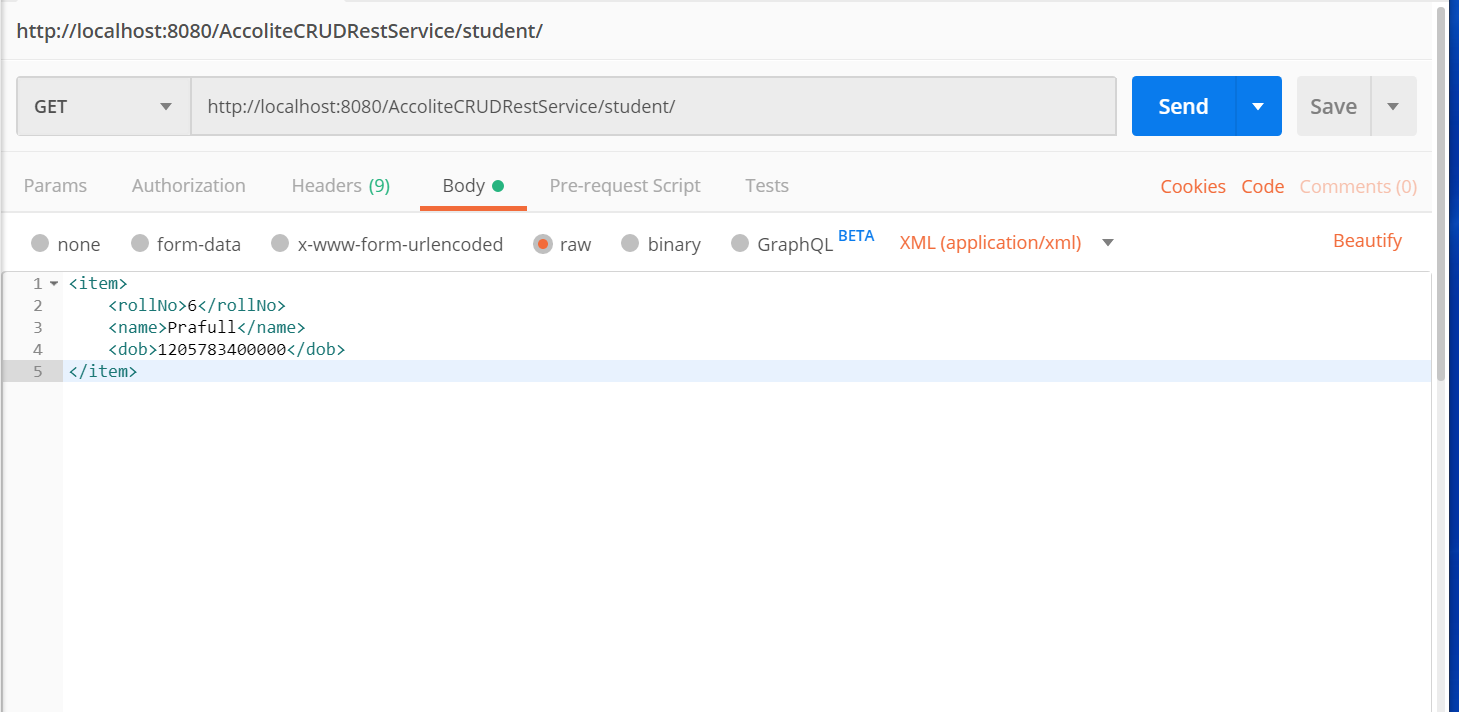 http://localhost:8080/AccoliteCRUDRestService/student/
GET http://localhost:8080/AccoliteCRUDRestService/student/ Send Save
Params Authorization Headers (9) Body Pre-request Script Tests Cookies Code Comments (0)
none form-data x-www-form-urlencoded raw binary GraphQL BETA XML (application/xml) Beautify
1 <item>
2 <rollNo>6</rollNo>
3 <name>Prafull</name>
4 <dob>1205783400000</dob>
5 </item>